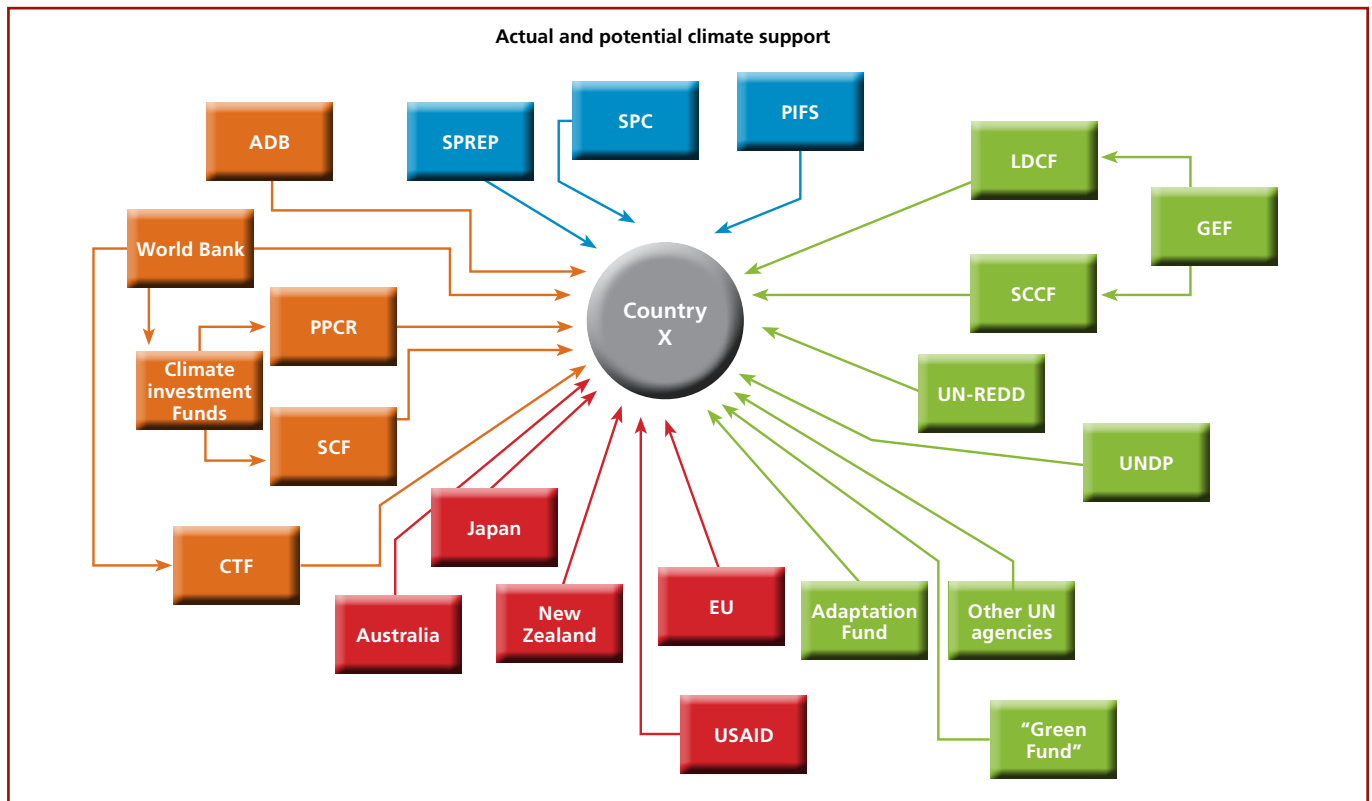 Actual and potential climate support
ADB
SPREP
SPC
PIFS
LDCF
GEF
World Bank
SCCF
PPCR
Country
X
Climate
investment
Funds
UN-REDD
SCF
UNDP
Japan
CTF
Australia
New
Zealand
EU
Adaptation
Fund
Other UN
agencies
USAID
“Green
Fund”